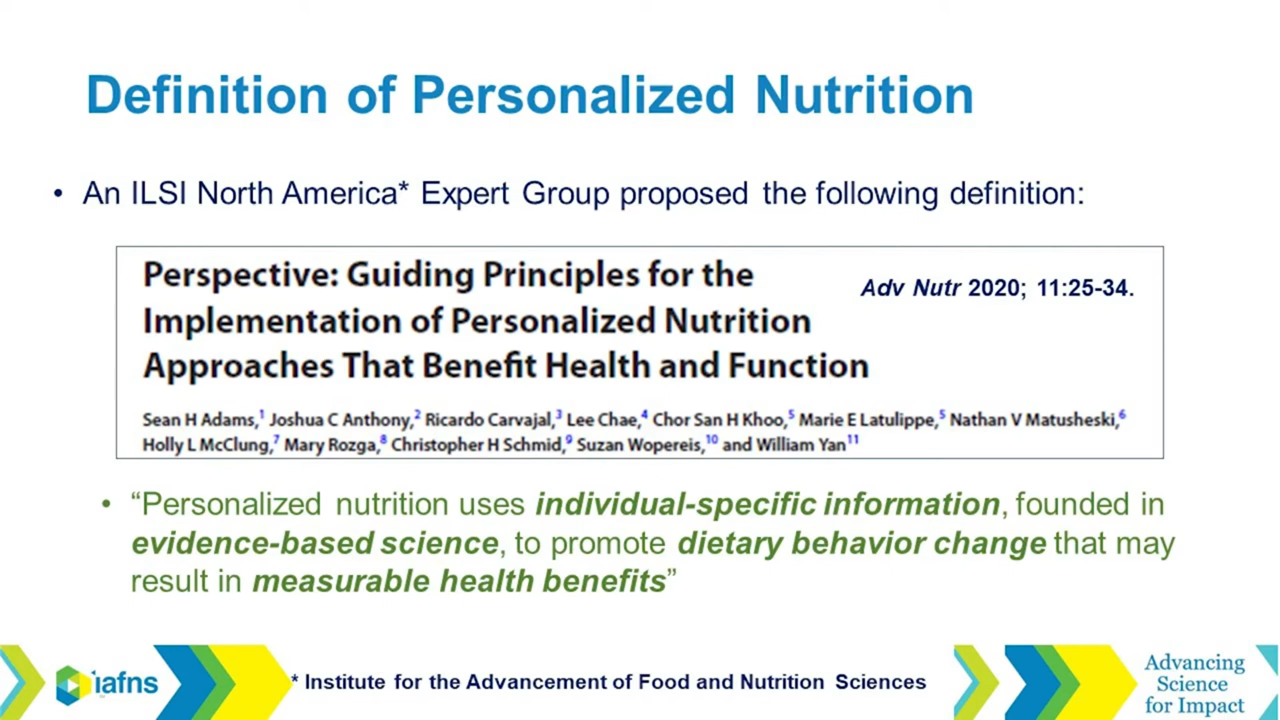 Definition of Personalized Nutrition
• An ILSI North America* Expert Group proposed the following definition:
Perspective: Guiding Principles for the
Implementation of Personalized Nutrition
Approaches That Benefit Health and Function
Adv Nutr 2020; 11:25-34.
Sean H Adams,1 Joshua C Anthony,2 Ricardo Carvajal,3 Lee Chae,4 Chor San H Khoo,5 Marie E Latulippe,5 Nathan V Matusheski,6
Holly L McClung,7 Mary Rozga,8 Christopher H Schmid,9 Suzan Wopereis,10 and William Yan11
• “Personalized nutrition uses individual-specific information, founded in
evidence-based science, to promote dietary behavior change that may
result in measurable health benefits”
iafns
* Institute for the Advancement of Food and Nutrition Sciences
Advancing
Science
for Impact